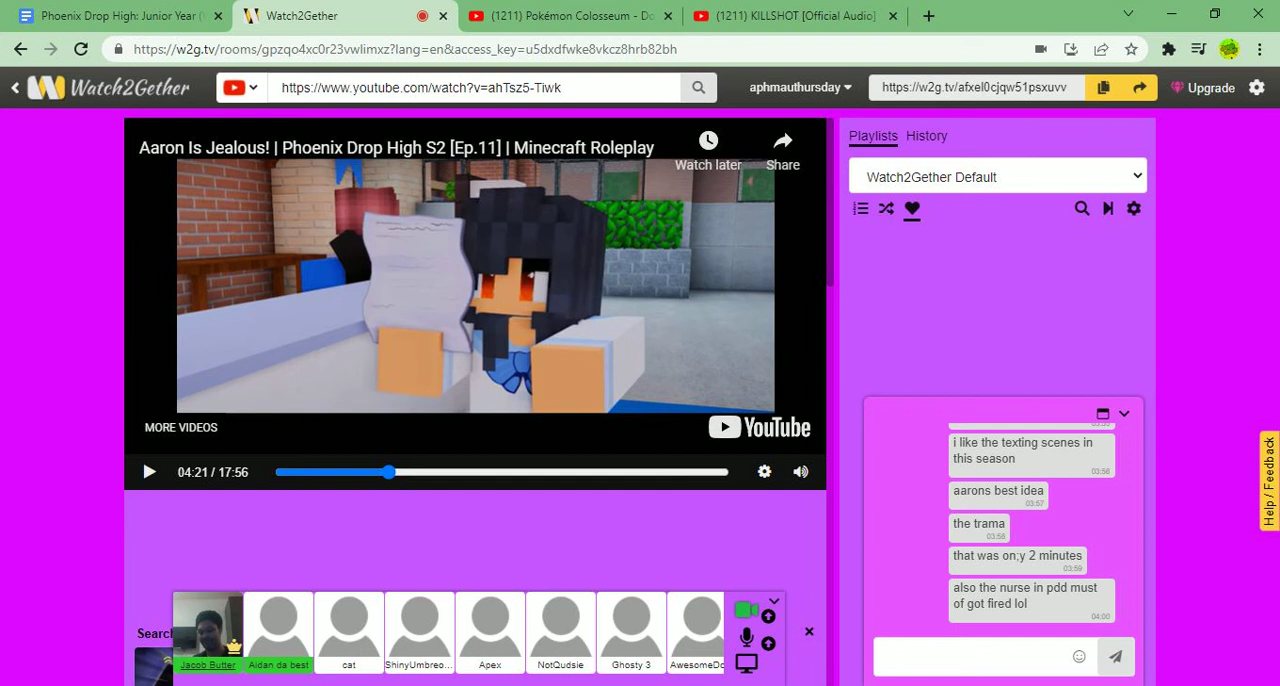 Phoenix Drop High: Junior Year (
Watch2Gether
(1211) Pokémon Colosseum - Do
(1211) KILLSHOT [Official Audio]
https://w2g.tv/rooms/gpzqo4xc0r23vwlimxz?lang=en&access_key=u5dxdfwke8vkcz8hrb82bh
Watch2Gether
https://www.youtube.com/watch?v=ahTsz5-Tiwk
aphmauthursday
https://w2g.tv/afxel0cjqw51psxuvv
Upgrade
Aaron Is Jealous! | Phoenix Drop High S2 [Ep.11] | Minecraft Roleplay
Watch later
Share
MORE VIDEOS
YouTube
04:21 / 17:56
Playlists
History
Watch2Gether Default
i like the texting scenes in
this season
03:56
aarons best idea
03:57
the trama
03:58
that was on;y 2 minutes
03:59
also the nurse in pdd must
of got fired lol
04:00
Help / Feedback
Search
Jacob Butter
Aidan da best
cat
ShinyUmbreo...
Apex
NotQudsie
Ghosty 3
AwesomeDo